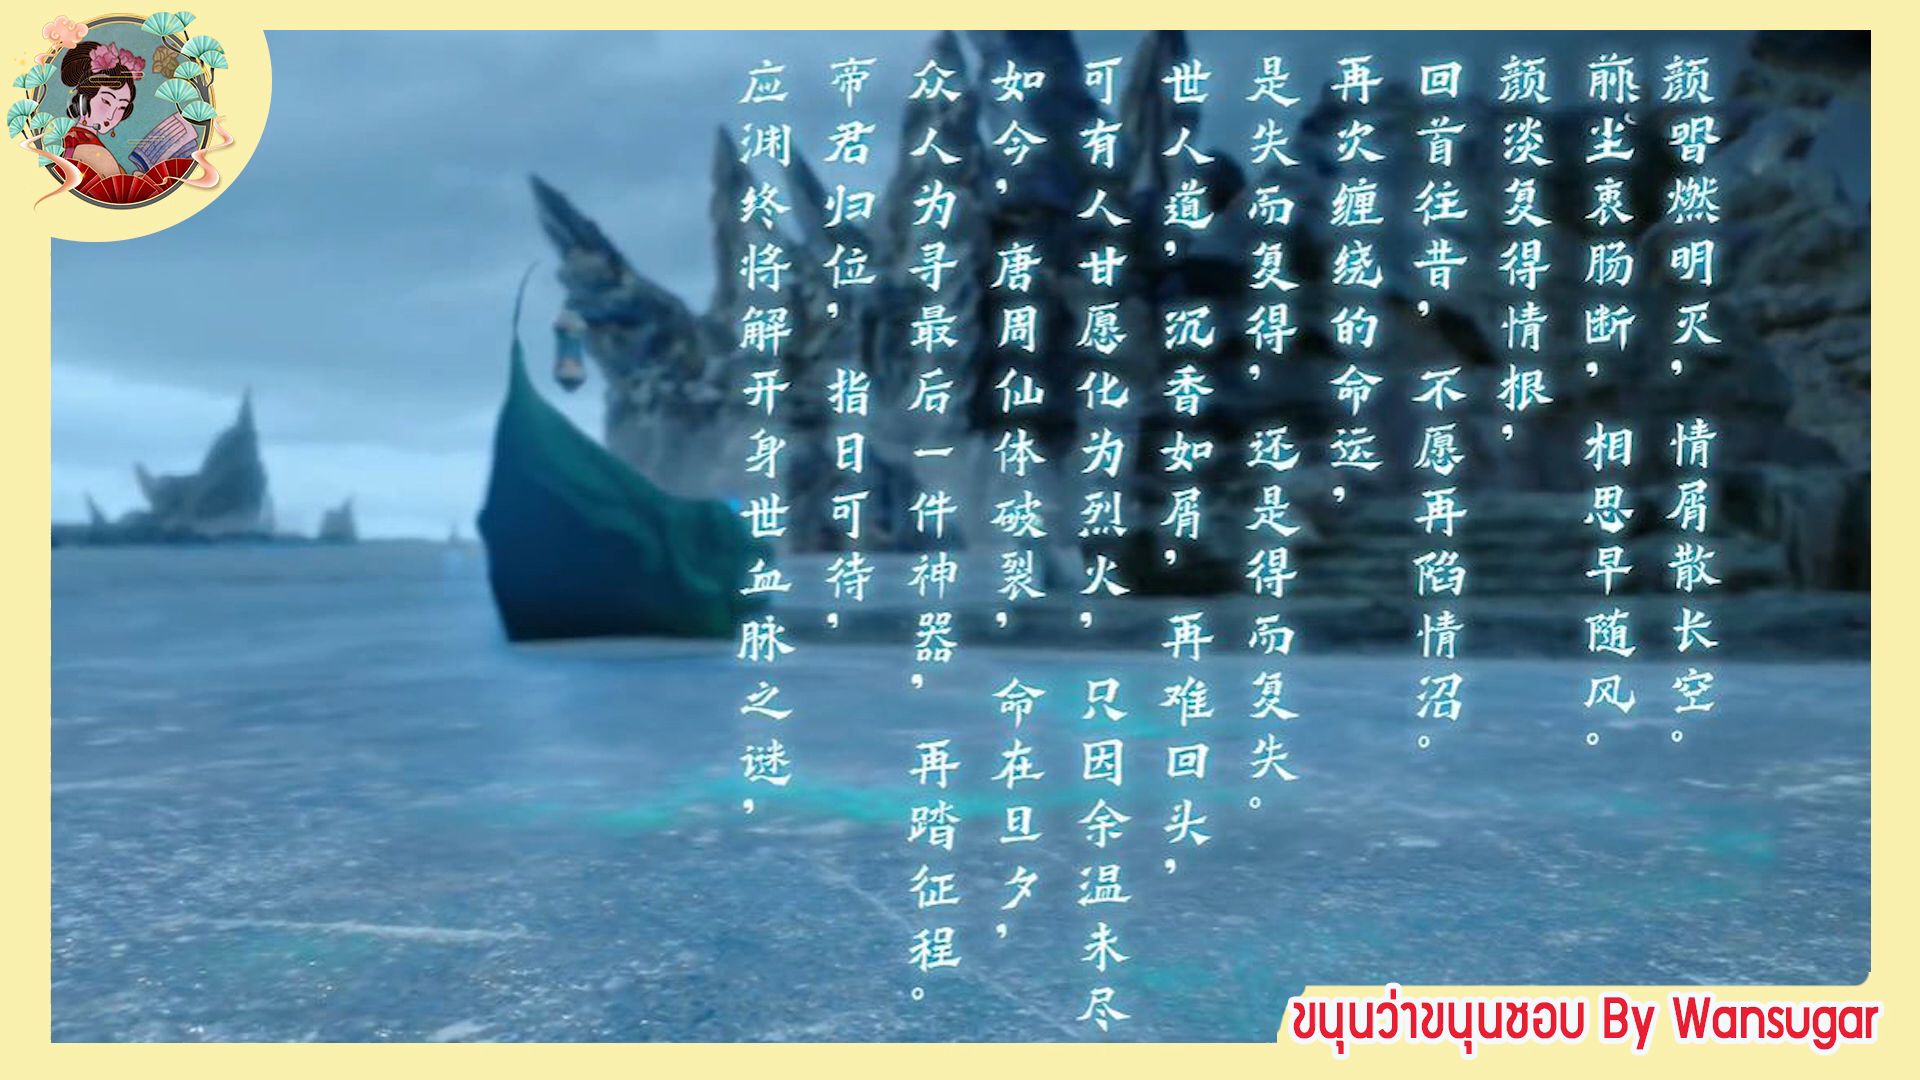 颜曶燃明灭，情屑散长空。
前尘衷肠断，相思早随风。
颜淡复得情根，
回首往昔，不愿再陷情沼。
再次缠绕的命运，
是失而复得，还是得而复失。
世人道，沉香如屑，再难回头，
可有人甘愿化为烈火，只因余温未尽
如今，唐周仙体破裂，命在旦夕，
众人为寻最后一件神器，再踏征程。
帝君归位，指日可待，
应渊终将解开身世血脉之谜，
ขนุนว่าขนุนชอบ By Wansugar